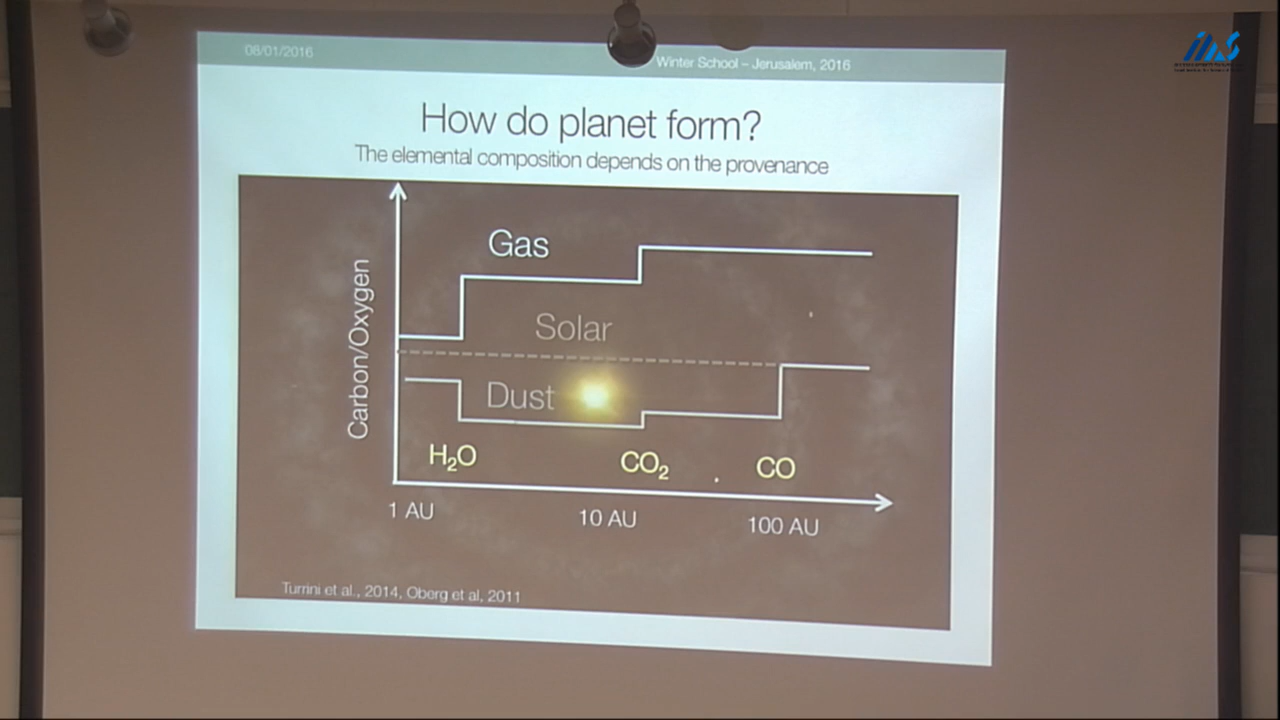 08/01/2016
Winter School – Jerusalem, 2016
How do planet form?
The elemental composition depends on the provenance
Carbon/Oxygen
Gas
Solar
Dust
H₂O
CO₂
CO
1 AU
10 AU
100 AU
Turrini et al., 2014, Oberg et al, 2011